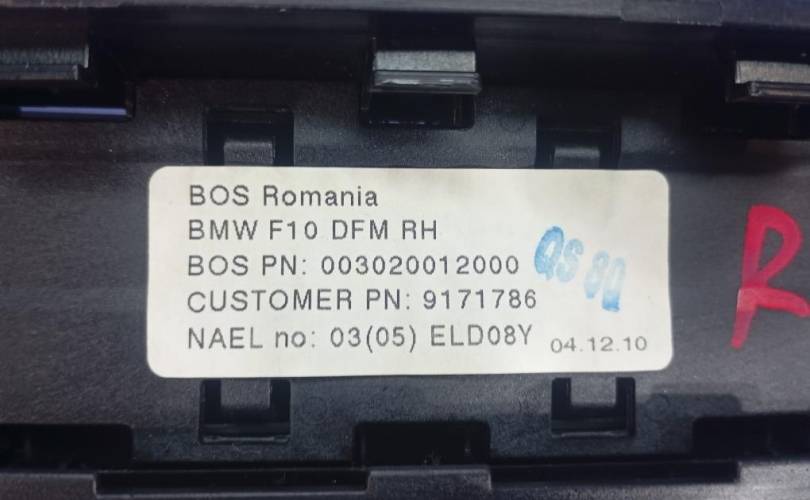 BOS Romania
BMW F10 DFM RH
BOS PN: 003020012000
QS 80
CUSTOMER PN: 9171786
NAEL no: 03(05) ELD08Y 04.12.10
R